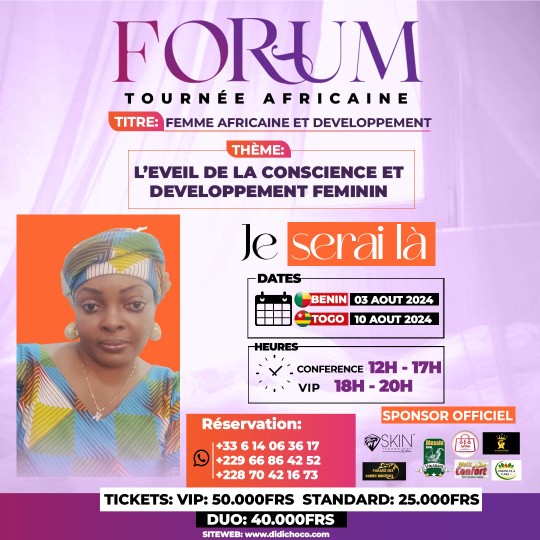 FORUM
TOURNÉE AFRICAINE
TITRE: FEMME AFRICAINE ET DEVELOPPEMENT
THÈME:
L'EVEIL DE LA CONSCIENCE ET
DEVELOPPEMENT FEMININ
Je serai là
DATES
BENIN 03 AOUT 2024
TOGO 10 AOUT 2024
HEURES
CONFERENCE 12H - 17H
VIP 18H - 20H
SPONSOR OFFICIEL
Réservation:
+33 6 14 06 36 17
+229 66 86 42 52
+228 70 42 16 73
SKIN
Blessin
Confort
TICKETS: VIP: 50.000FRS STANDARD: 25.000FRS
DUO: 40.000FRS
SITEWEB: www.didichoco.com